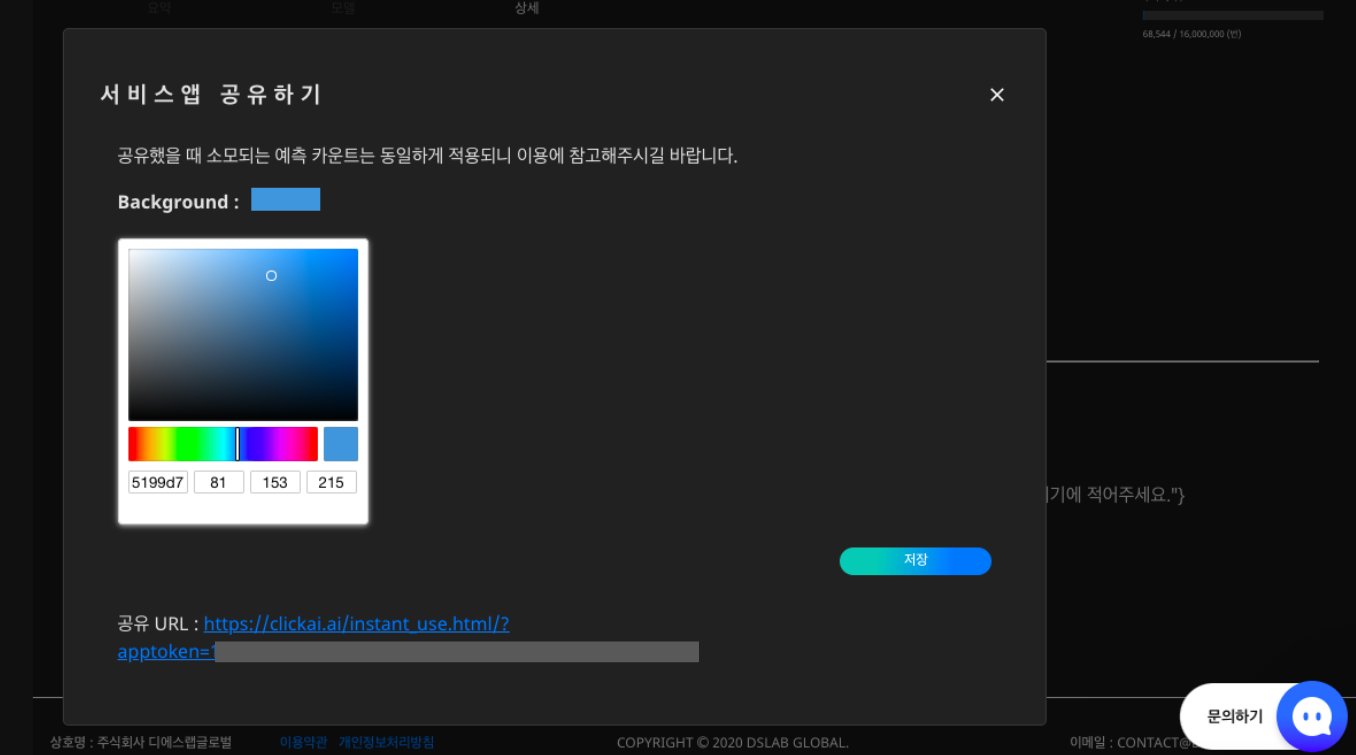 요약
모델
상세
68,544 / 16,000,000 (번)
서비스앱 공유하기
공유했을 때 소모되는 예측 카운트는 동일하게 적용되니 이용에 참고해주시길 바랍니다.
Background :
5199d7 81 153 215
기에 적어주세요."}
저장
공유 URL : https://clickai.ai/instant_use.html/?
apptoken=1
문의하기
상호명 : 주식회사 디에스랩글로벌
이용약관 개인정보처리방침
COPYRIGHT © 2020 DSLAB GLOBAL.
이메일 : CONTACT@